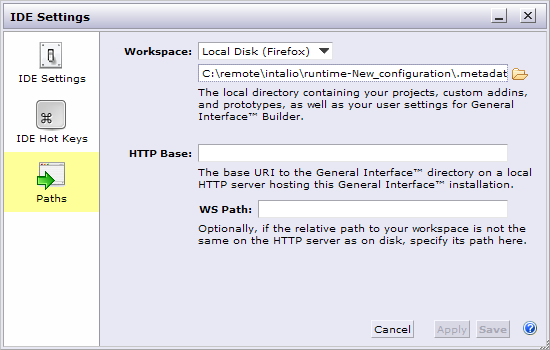 IDE Settings
IDE Settings
IDE Hot Keys
Paths
Workspace: Local Disk (Firefox)
C:\remote\intalio\runtime-New_configuration\.metadat
The local directory containing your projects, custom addins,
and prototypes, as well as your user settings for General
Interface™ Builder.
HTTP Base:
The base URI to the General Interface™ directory on a local
HTTP server hosting this General Interface™ installation.
WS Path:
Optionally, if the relative path to your workspace is not the
same on the HTTP server as on disk, specify its path here.
Cancel Apply Save ?